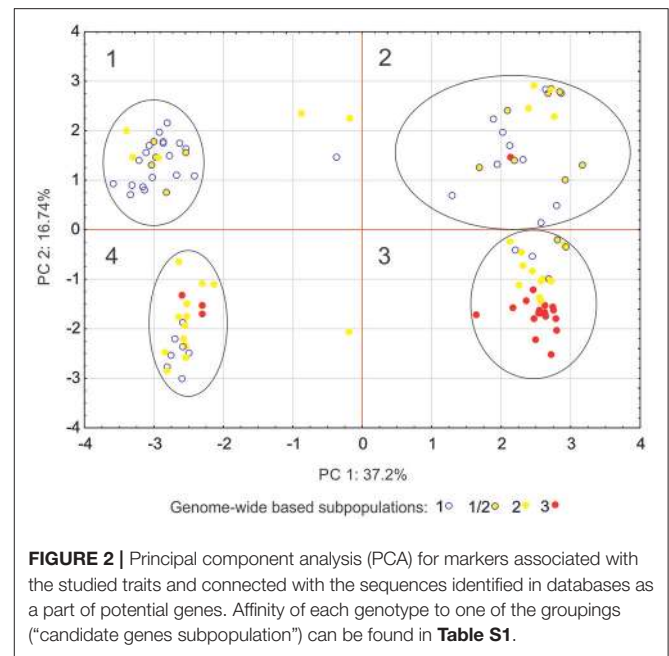 4
3
2
1
0
-1
-2
-3
-4
PC 2: 16.74%
1
2
4
3
-4 -3 -2 -1 0 1 2 3 4
PC 1: 37.2%
Genome-wide based subpopulations: 1 1/2 2 3
FIGURE 2 | Principal component analysis (PCA) for markers associated with
the studied traits and connected with the sequences identified in databases as
a part of potential genes. Affinity of each genotype to one of the groupings
(“candidate genes subpopulation”) can be found in Table S1.